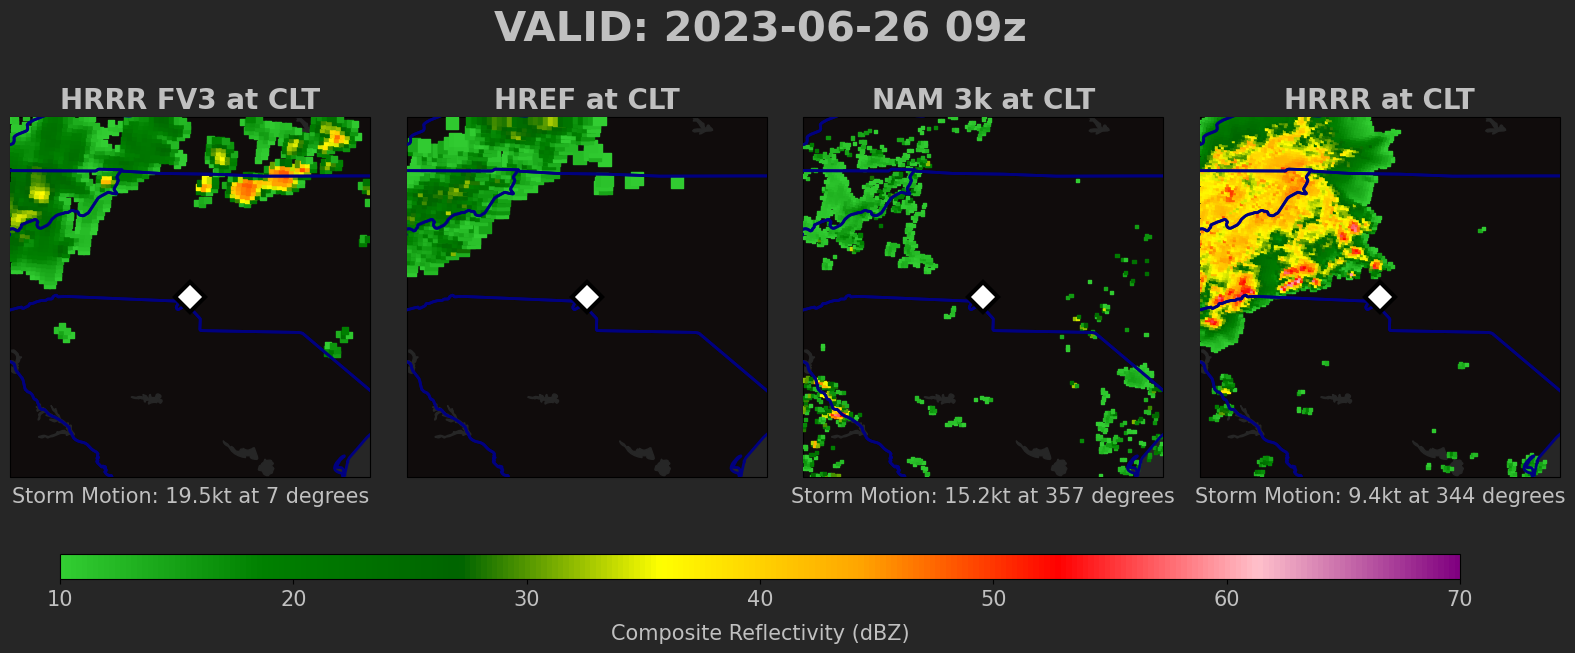 VALID: 2023-06-26 09z
HRRR FV3 at CLT
HREF at CLT
NAM 3k at CLT
HRRR at CLT
Storm Motion: 19.5kt at 7 degrees
Storm Motion: 15.2kt at 357 degrees
Storm Motion: 9.4kt at 344 degrees
10 20 30 40 50 60 70
Composite Reflectivity (dBZ)